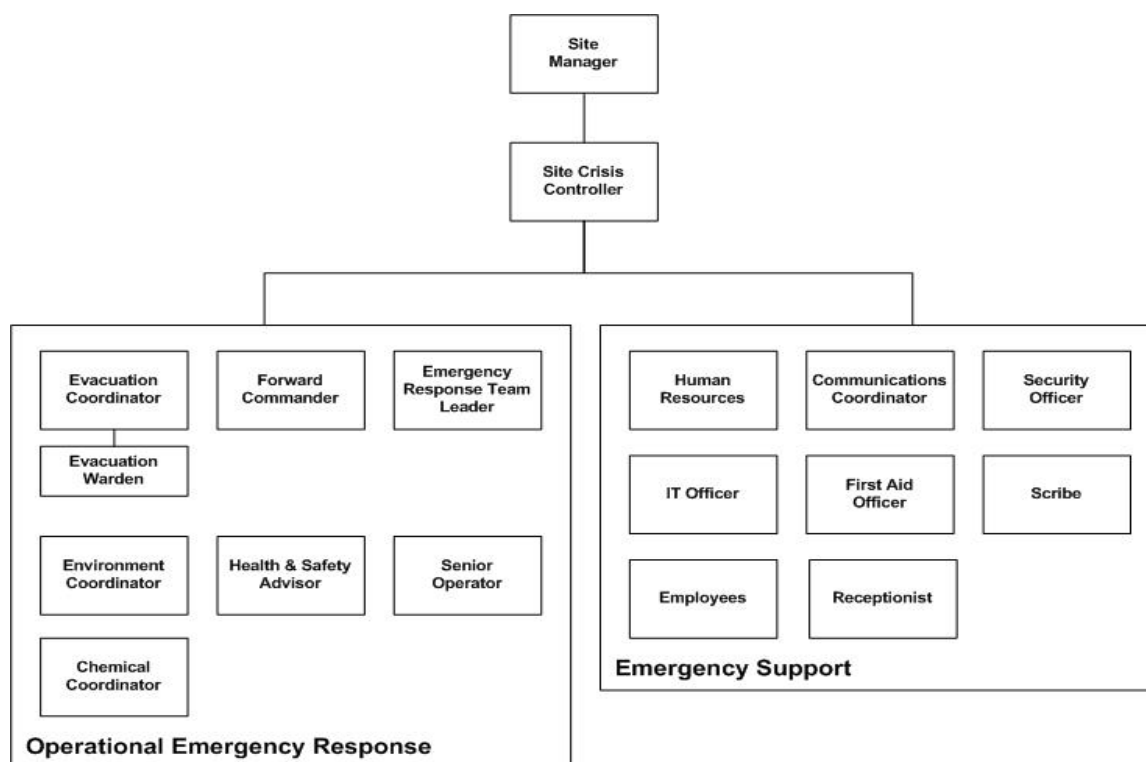 Site
Manager
Site Crisis
Controller
Evacuation
Coordinator
Forward
Commander
Emergency
Response Team
Leader
Evacuation
Warden
Environment
Coordinator
Health & Safety
Advisor
Senior
Operator
Chemical
Coordinator
Operational Emergency Response
Human
Resources
Communications
Coordinator
Security
Officer
IT Officer
First Aid
Officer
Scribe
Employees
Receptionist
Emergency Support